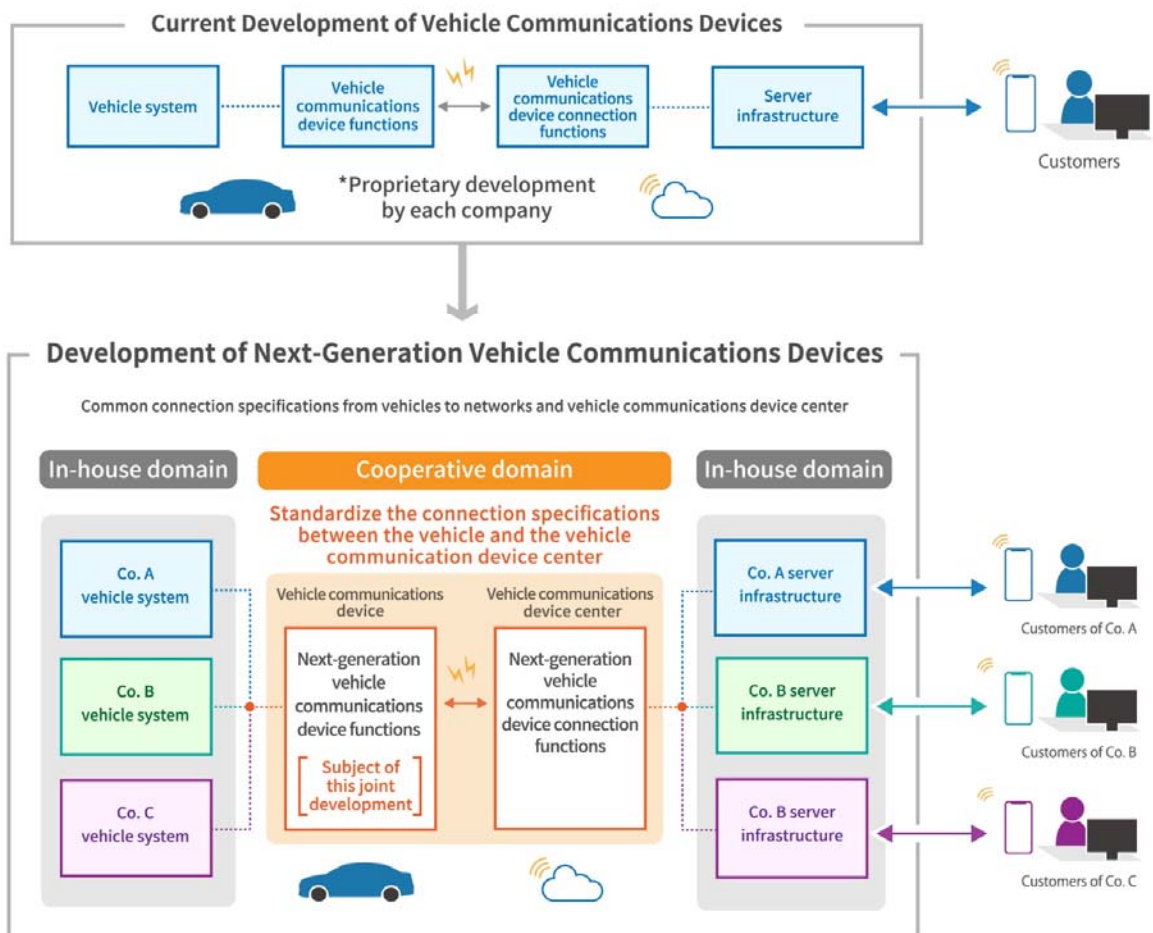 Current Development of Vehicle Communications Devices
Vehicle system
Vehicle
communications
device functions
Vehicle
communications
device connection
functions
Server
infrastructure
Customers
*Proprietary development
by each company
Development of Next-Generation Vehicle Communications Devices
Common connection specifications from vehicles to networks and vehicle communications device center
In-house domain
Cooperative domain
In-house domain
Standardize the connection specifications
between the vehicle and the vehicle
communication device center
Co. A
vehicle system
Co. B
vehicle system
Co. C
vehicle system
Vehicle communications
device
Next-generation
vehicle
communications
device functions
Subject of
this joint
development
Vehicle communications
device center
Next-generation
vehicle
communications
device connection
functions
Co. A server
infrastructure
Co. B server
infrastructure
Co. B server
infrastructure
Customers of Co. A
Customers of Co. B
Customers of Co. C